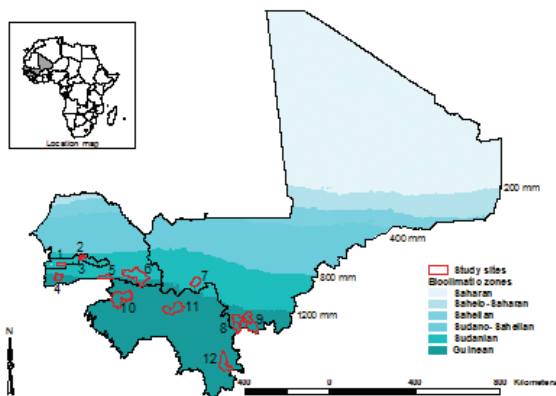 Location map
200 mm
400 mm
800 mm
1200 mm
1
2
3
4
5
6
7
8
9
10
11
12
Study sites
Bioclimatic zones
Saharan
Sahelo-Saharan
Sahelian
Sudano-Sahelian
Sudanian
Guinean
N
400 0 400 800 Kilometers